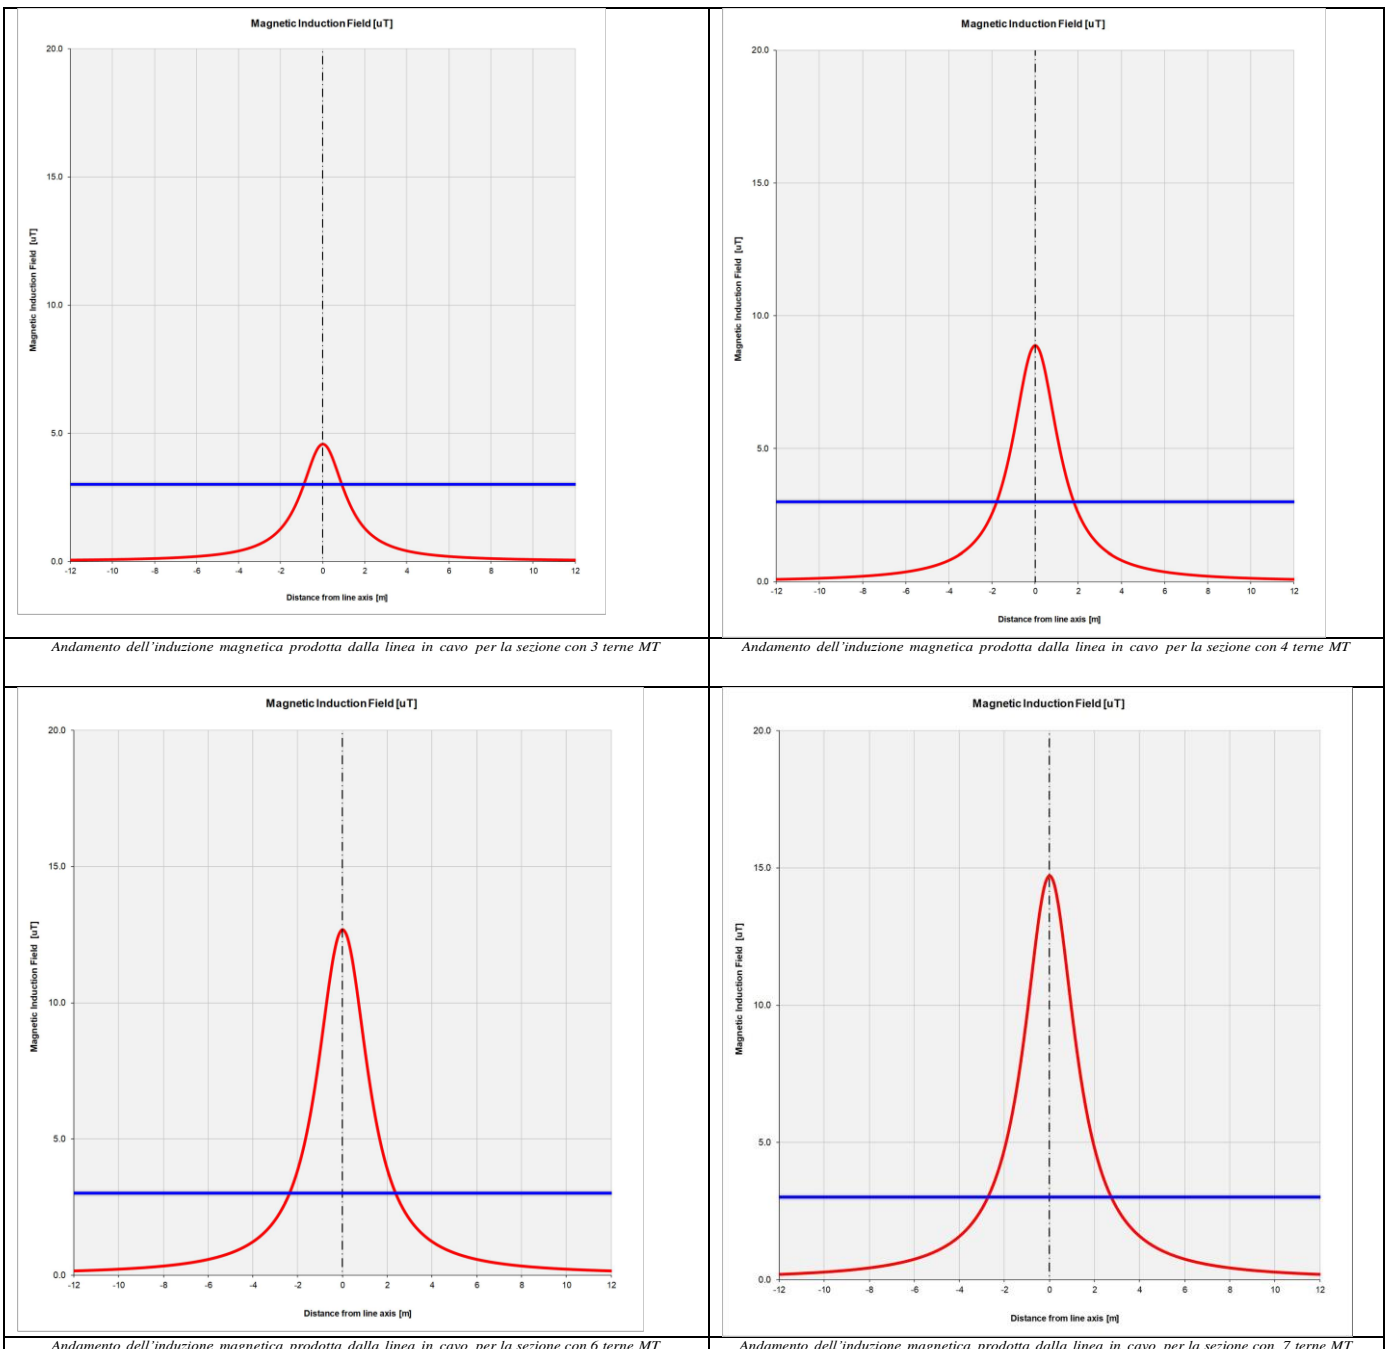 Magnetic Induction Field [uT]
20.0
15.0
10.0
5.0
0.0
Magnetic Induction Field [uT]
-12 -10 -8 -6 -4 -2 0 2 4 6 8 10 12
Distance from line axis [m]
Andamento dell'induzione magnetica prodotta dalla linea in cavo per la sezione con 3 terne MT
Magnetic Induction Field [uT]
20.0
15.0
10.0
5.0
0.0
Magnetic Induction Field [uT]
-12 -10 -8 -6 -4 -2 0 2 4 6 8 10 12
Distance from line axis [m]
Andamento dell'induzione magnetica prodotta dalla linea in cavo per la sezione con 4 terne MT
Magnetic Induction Field [uT]
20.0
15.0
10.0
5.0
0.0
Magnetic Induction Field [uT]
-12 -10 -8 -6 -4 -2 0 2 4 6 8 10 12
Distance from line axis [m]
Andamento dell'induzione magnetica prodotta dalla linea in cavo per la sezione con 6 terne MT
Magnetic Induction Field [uT]
20.0
15.0
10.0
5.0
0.0
Magnetic Induction Field [uT]
-12 -10 -8 -6 -4 -2 0 2 4 6 8 10 12
Distance from line axis [m]
Andamento dell'induzione magnetica prodotta dalla linea in cavo per la sezione con 7 terne MT